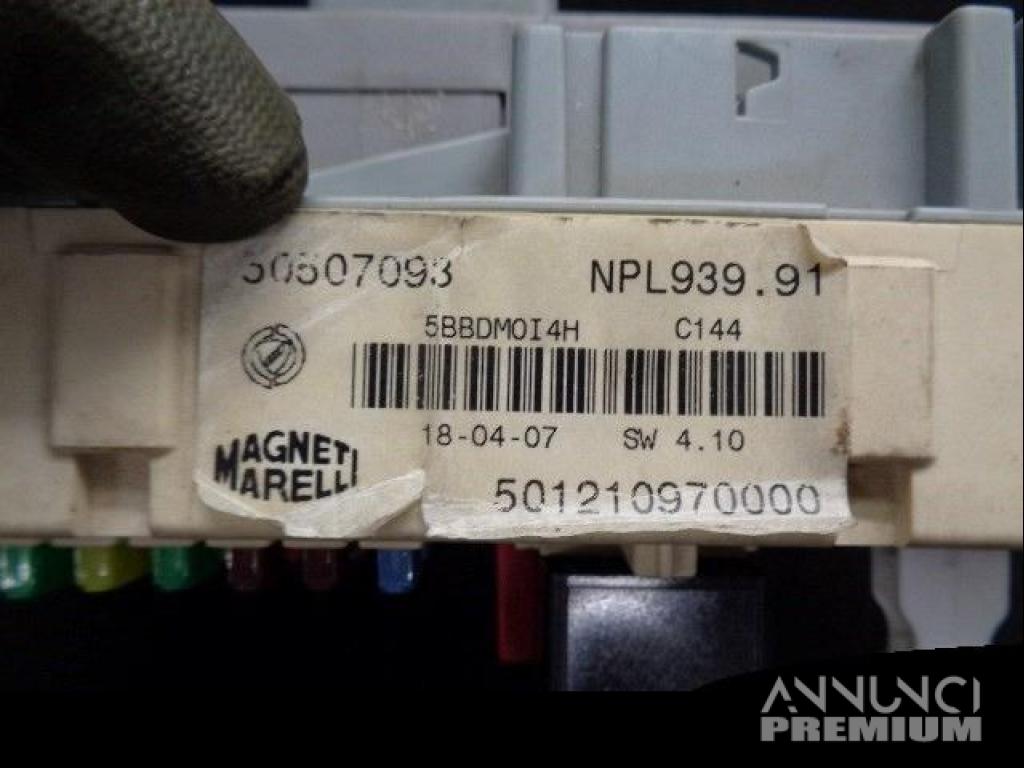 50507093 NPL939.91
5BBDM0I4H C144
18-04-07 SW 4.10
MAGNETI
MARELLI
501210970000
ANNUNCI
PREMIUM